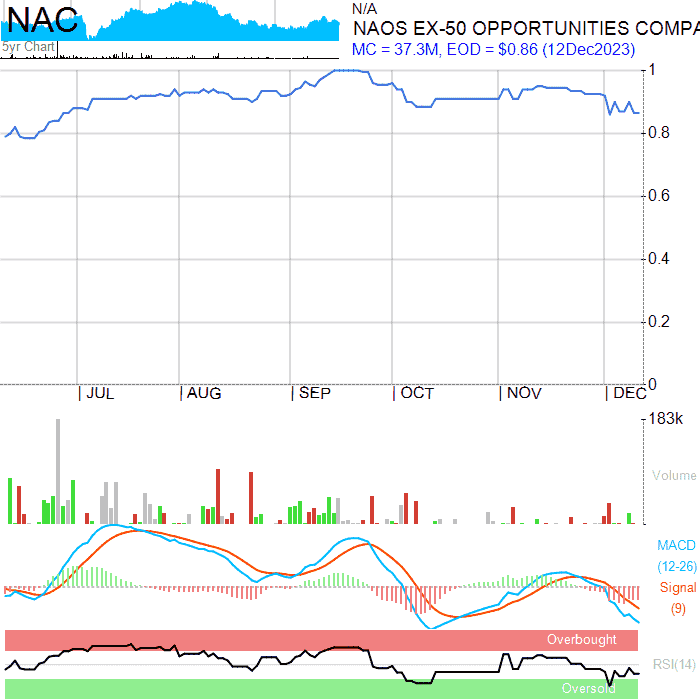 NAC
5yr Chart
N/A
NAOS EX-50 OPPORTUNITIES COMPA
MC = 37.3M, EOD = $0.86 (12Dec2023)
1
0.8
0.6
0.4
0.2
0
| JUL | AUG | SEP | OCT | NOV | DEC
183k
Volume
MACD
(12-26)
Signal
(9)
Overbought
RSI(14)
Oversold